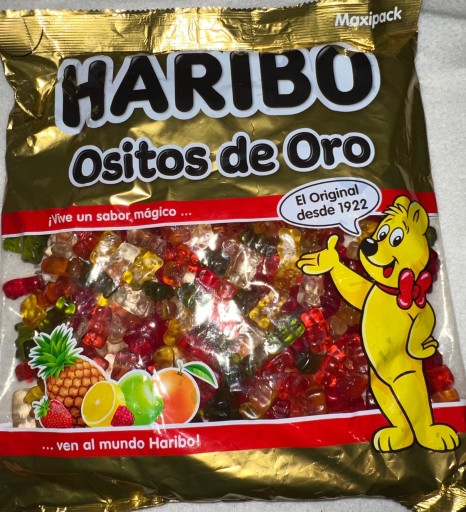 Maxipack
HARIBO
Ositos de Oro
El Original
desde 1922
¡Vive un sabor mágico ...
... ven al mundo Haribo!